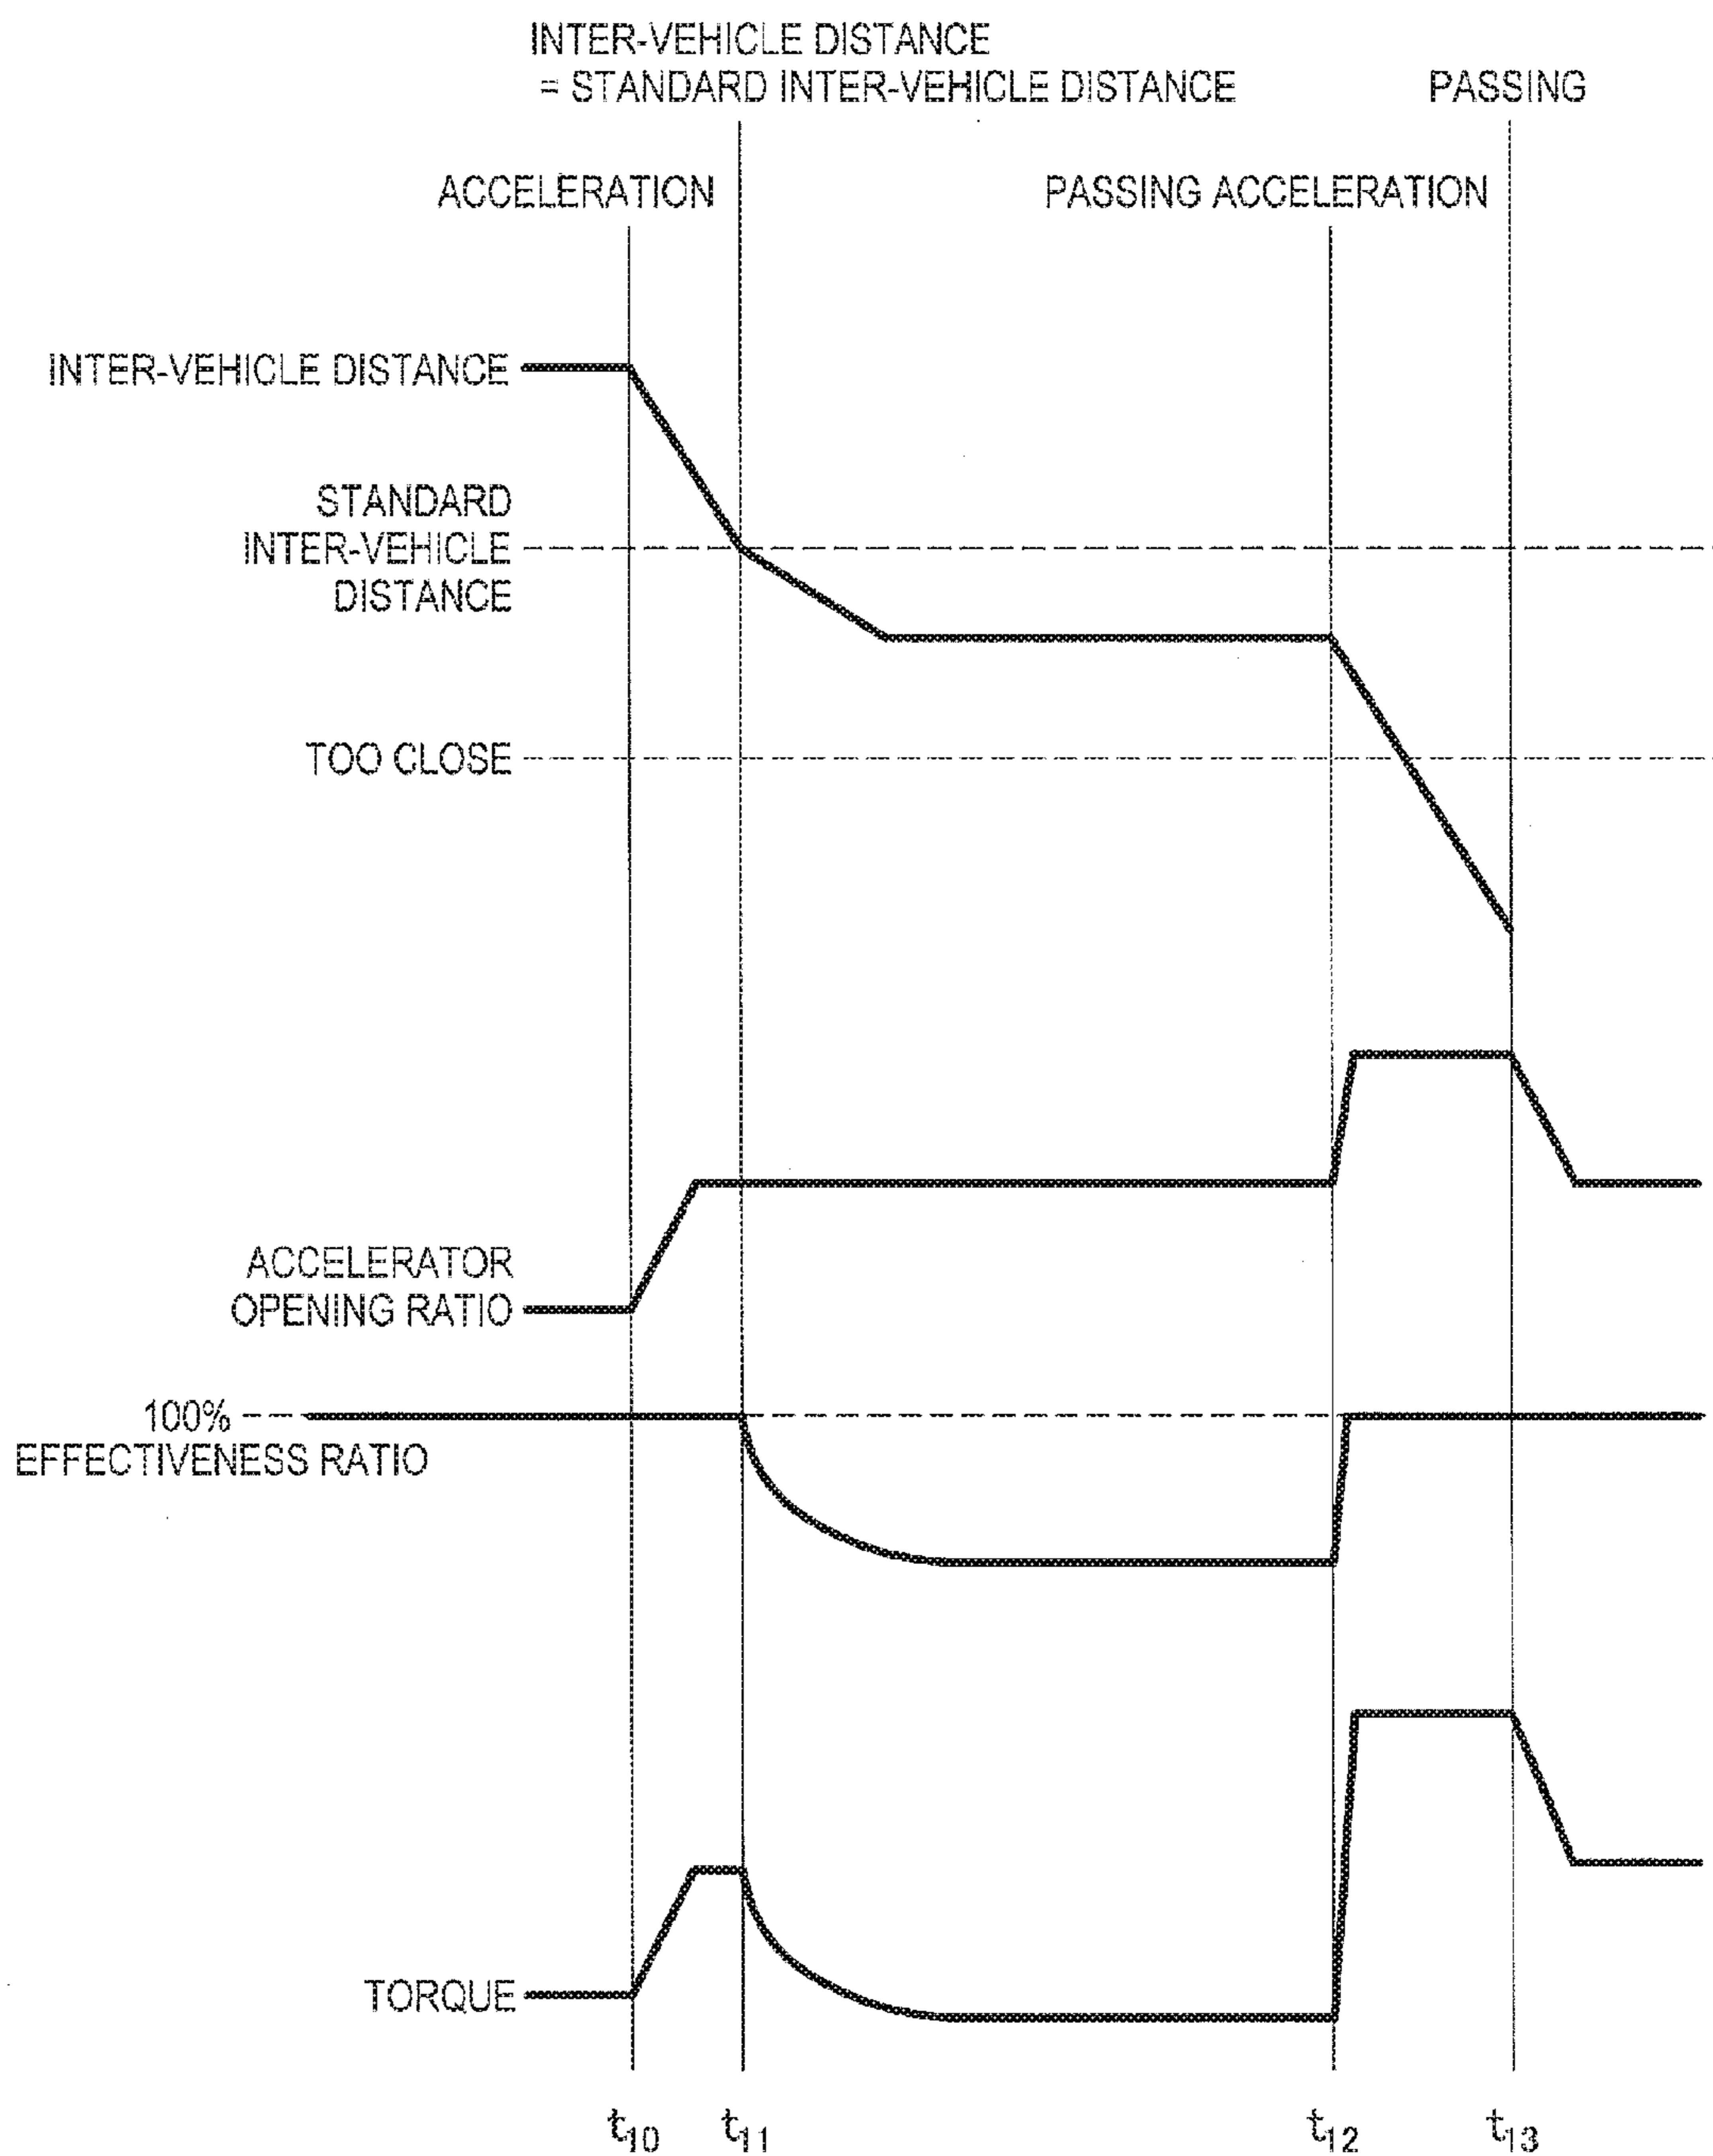 INTER-VEHICLE DISTANCE
= STANDARD INTER-VEHICLE DISTANCE
PASSING
ACCELERATION
PASSING ACCELERATION
INTER-VEHICLE DISTANCE
STANDARD
INTER-VEHICLE
DISTANCE
TOO CLOSE
ACCELERATOR
OPENING RATIO
100%
EFFECTIVENESS RATIO
TORQUE
t10 t11 t12 t13